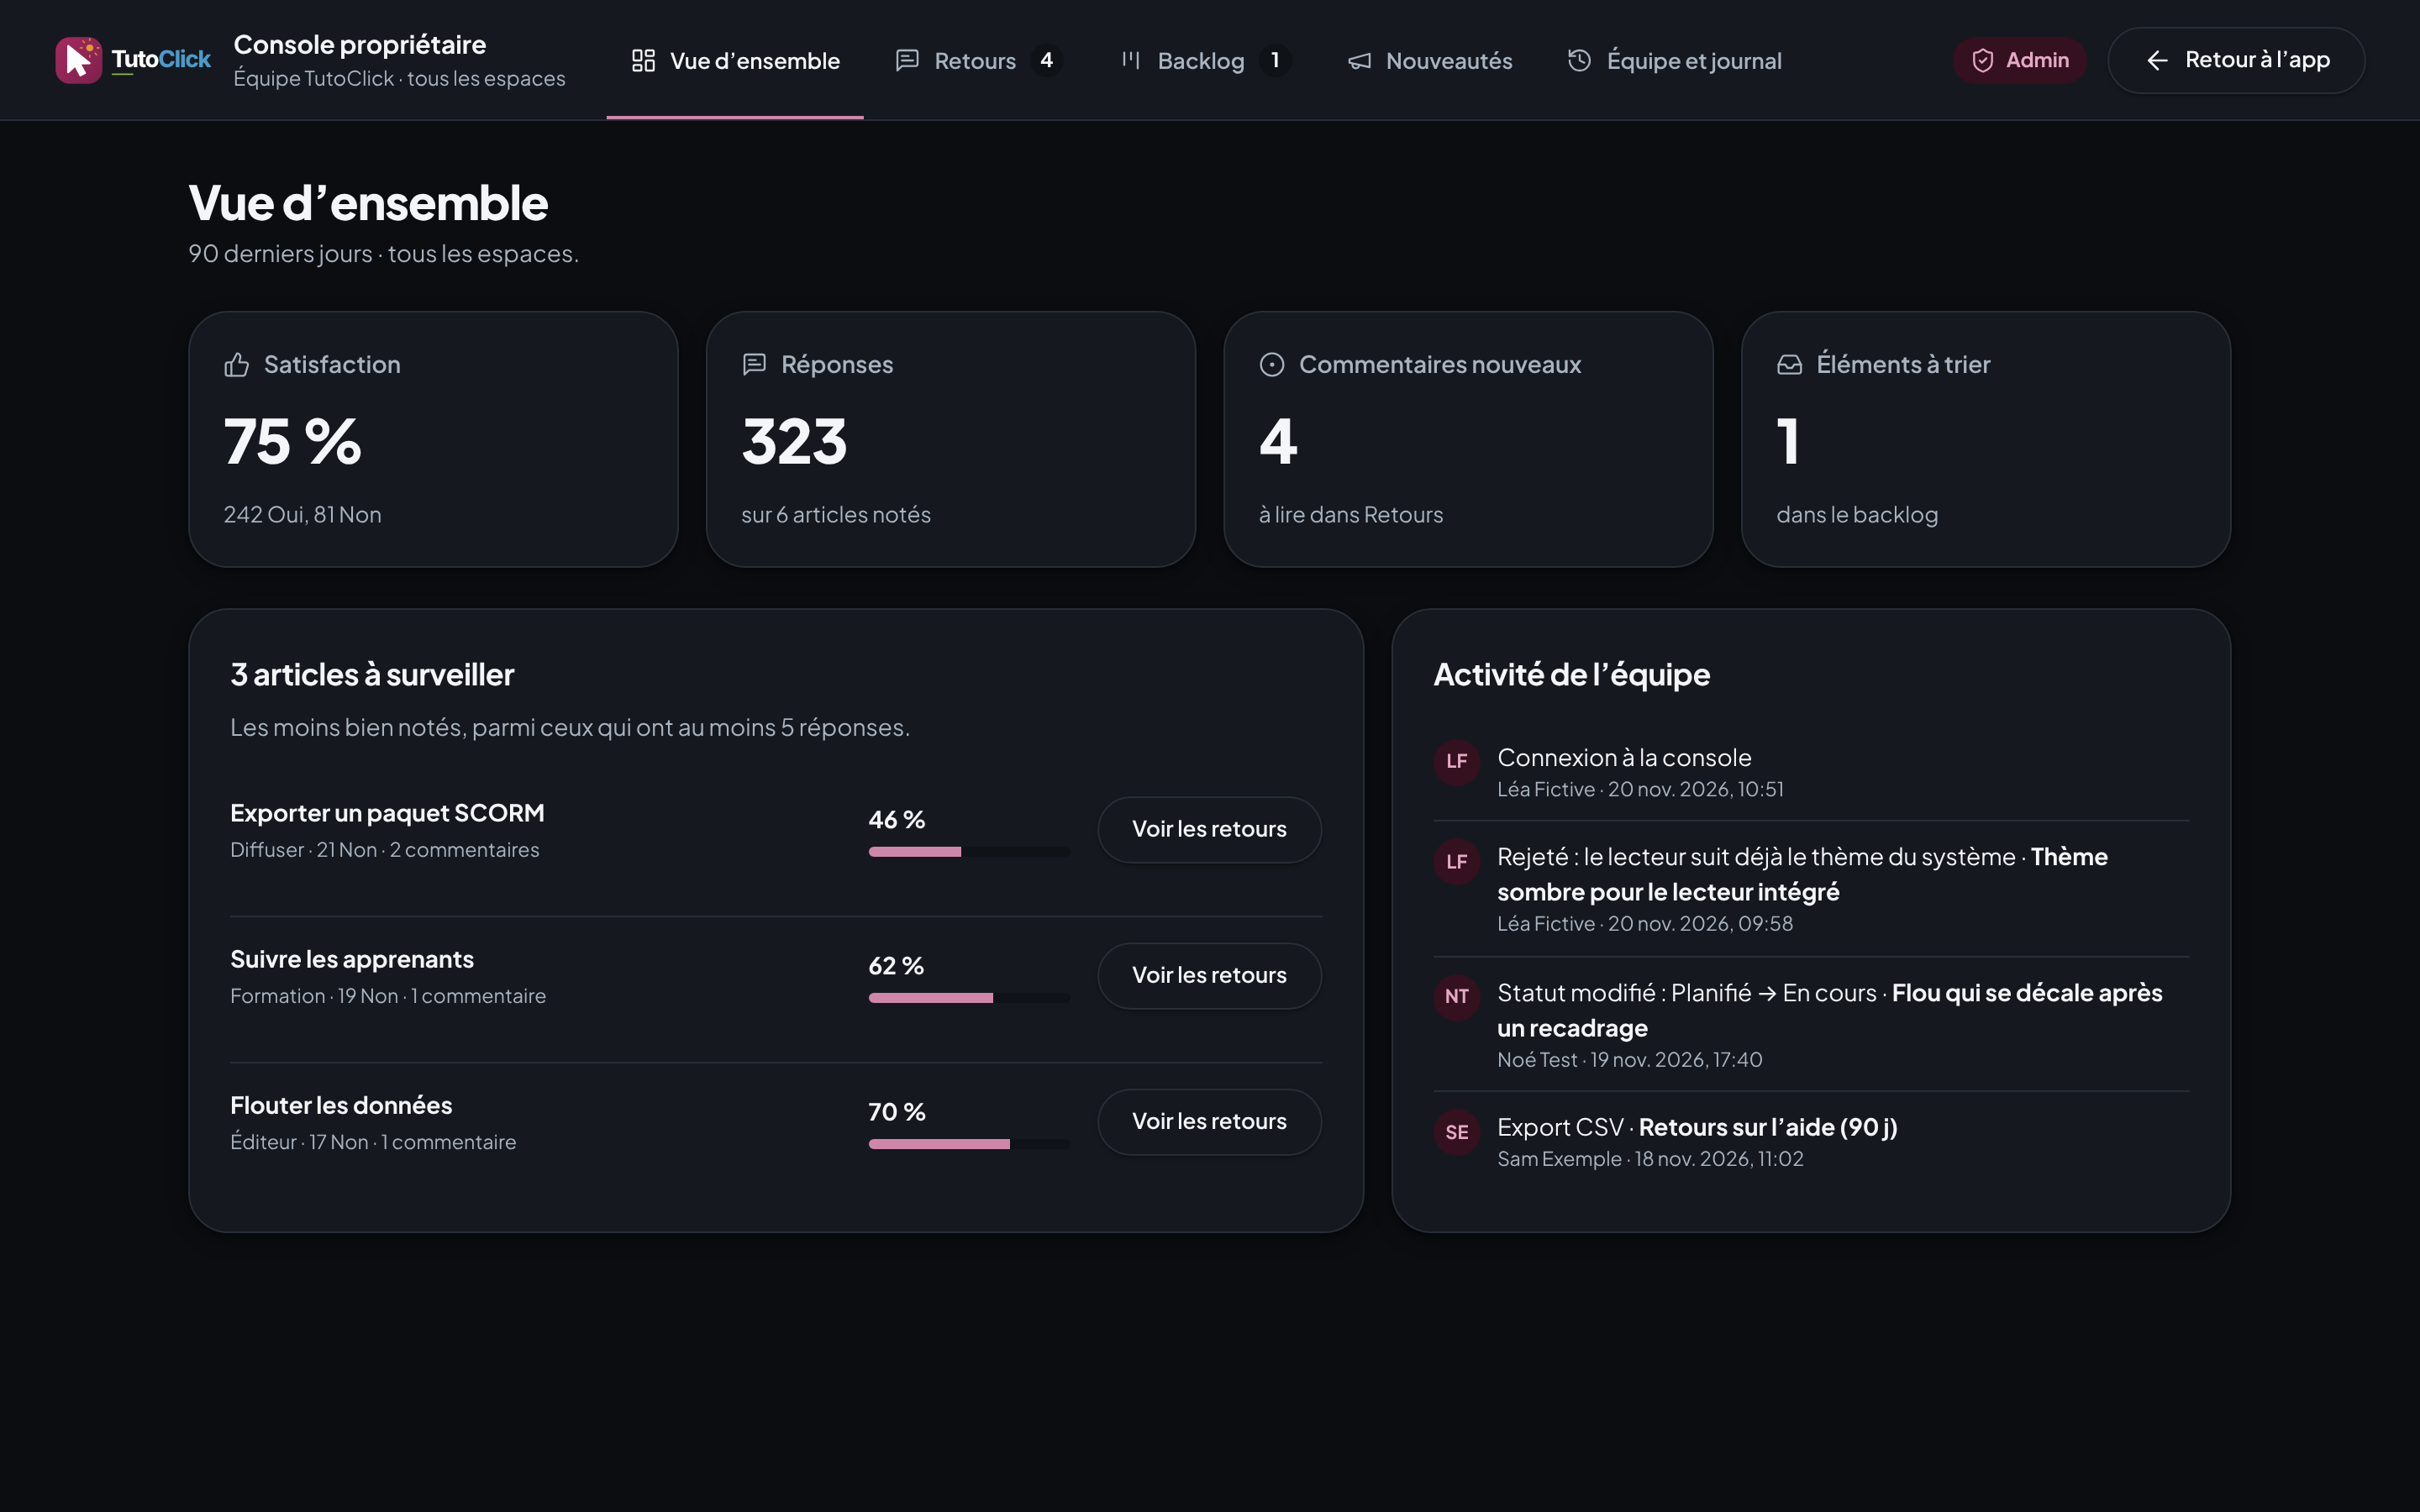 TutoClick
Console propriétaire
Équipe TutoClick · tous les espaces
Vue d’ensemble
Retours 4
Backlog 1
Nouveautés
Équipe et journal
Admin
Retour à l’app
Vue d’ensemble
90 derniers jours · tous les espaces.
Satisfaction
75 %
242 Oui, 81 Non
Réponses
323
sur 6 articles notés
Commentaires nouveaux
4
à lire dans Retours
Éléments à trier
1
dans le backlog
3 articles à surveiller
Les moins bien notés, parmi ceux qui ont au moins 5 réponses.
Exporter un paquet SCORM
Diffuser · 21 Non · 2 commentaires
46 %
Voir les retours
Suivre les apprenants
Formation · 19 Non · 1 commentaire
62 %
Voir les retours
Flouter les données
Éditeur · 17 Non · 1 commentaire
70 %
Voir les retours
Activité de l’équipe
LF
Connexion à la console
Léa Fictive · 20 nov. 2026, 10:51
LF
Rejeté : le lecteur suit déjà le thème du système · Thème
sombre pour le lecteur intégré
Léa Fictive · 20 nov. 2026, 09:58
NT
Statut modifié : Planifié → En cours · Flou qui se décale après
un recadrage
Noé Test · 19 nov. 2026, 17:40
SE
Export CSV · Retours sur l’aide (90 j)
Sam Exemple · 18 nov. 2026, 11:02